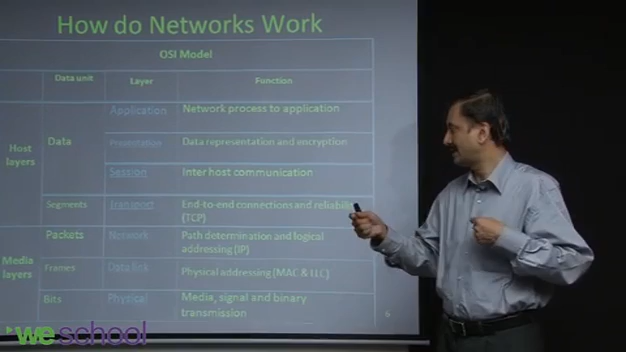 How do Networks Work
OSI Model
Data unit Layer Function
Application Network process to application
Host layers Data Presentation Data representation and encryption
Session Inter host communication
Segments Transport End-to-end connections and reliability
(TCP)
Packets Network Path determination and logical
addressing (IP)
Media layers Frames Data link Physical addressing (MAC & LLC)
Bits Physical Media, signal and binary
transmission
6
we school